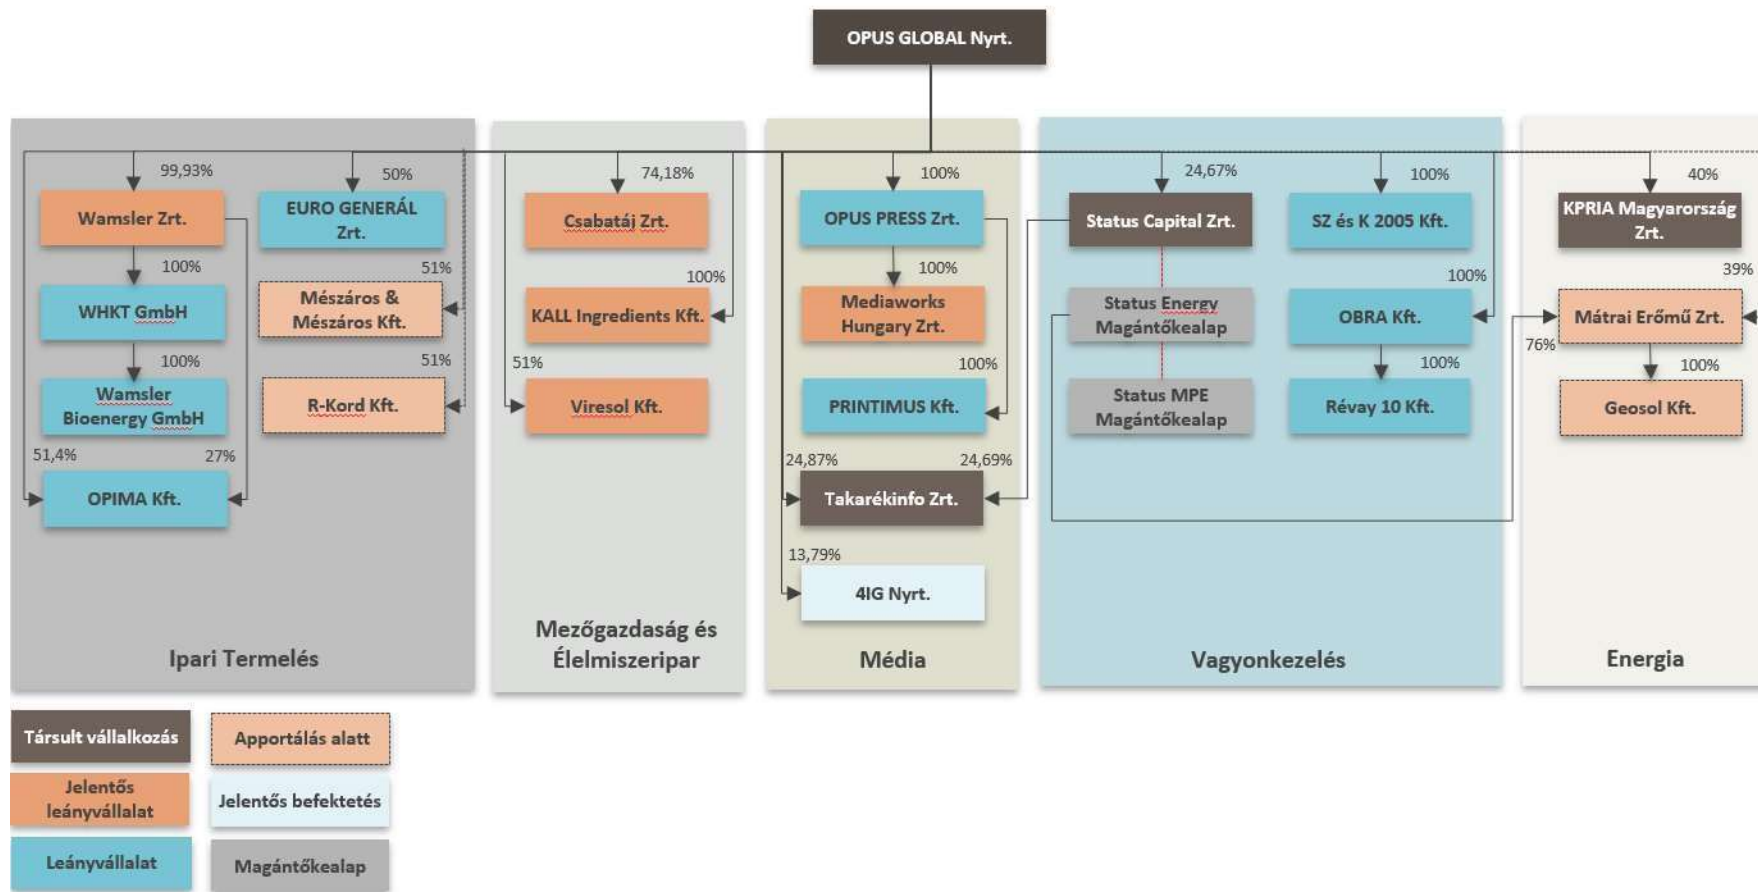 OPUS GLOBAL Nyrt.
99,93%
Wamsler Zrt.
100%
WHKT GmbH
100%
Wamsler
Bioenergy GmbH
51,4%
27%
OPIMA Kft.
50%
EURO GENERÁL
Zrt.
51%
Mészáros &
Mészáros Kft.
51%
R-Kord Kft.
Ipari Termelés
74,18%
Csabatáj Zrt.
100%
KALL Ingredients Kft.
51%
Viresol Kft.
Mezőgazdaság és
Élelmiszeripar
100%
OPUS PRESS Zrt.
100%
Mediaworks
Hungary Zrt.
100%
PRINTIMUS Kft.
24,87%
24,69%
Takarékinfo Zrt.
13,79%
4IG Nyrt.
Média
24,67%
Status Capital Zrt.
Status Energy
Magántőkealap
Status MPE
Magántőkealap
100%
SZ és K 2005 Kft.
100%
OBRA Kft.
100%
Révay 10 Kft.
Vagyonkezelés
40%
KPRIA Magyarország
Zrt.
39%
Mátrai Erőmű Zrt.
76%
100%
Geosol Kft.
Energia
Társult vállalkozás
Apportálás alatt
Jelentős
leányvállalat
Jelentős befektetés
Leányvállalat
Magántőkealap